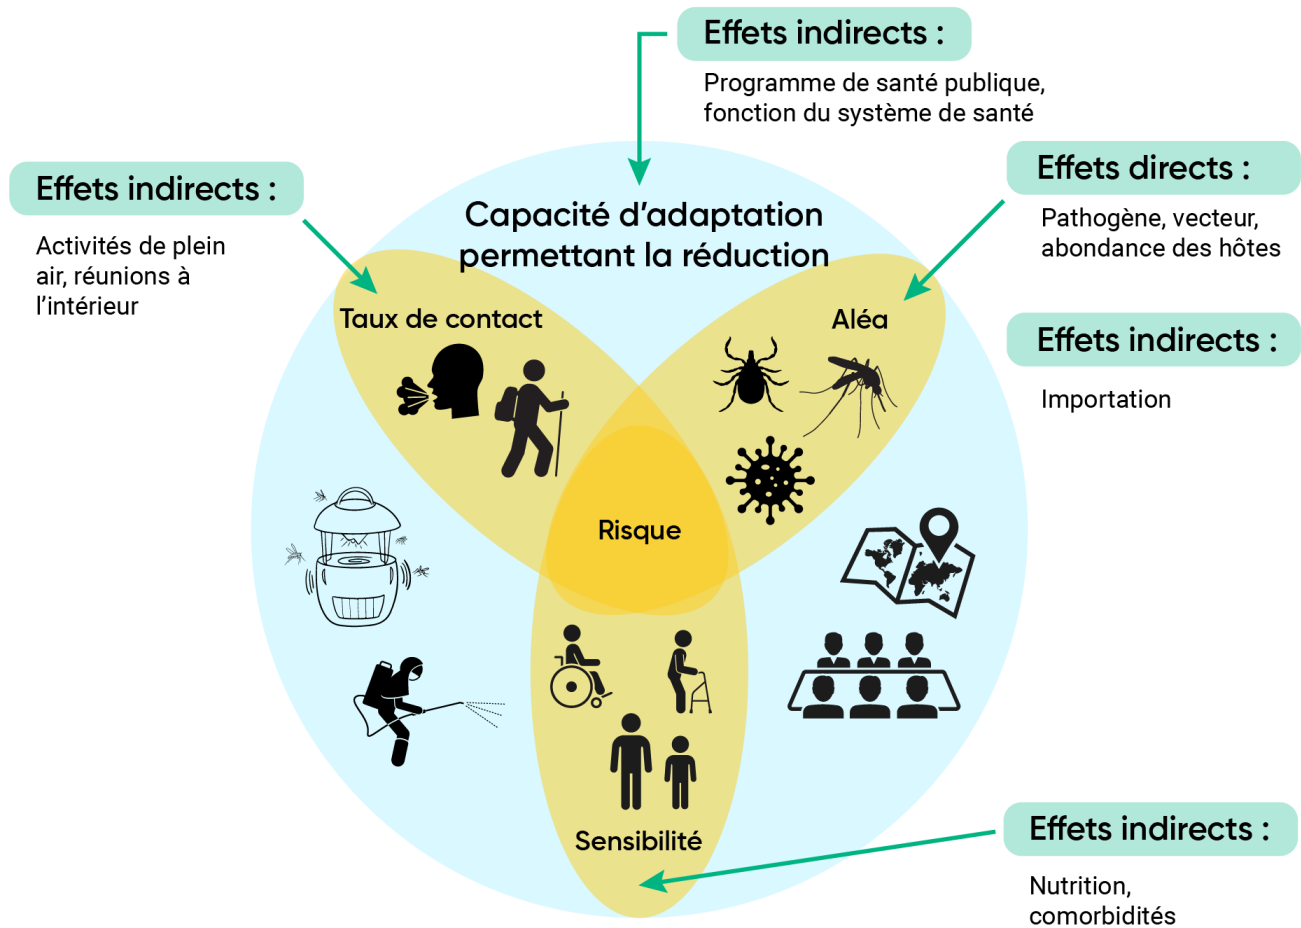 Effets indirects :
Programme de santé publique,
fonction du système de santé
Effets directs :
Pathogène, vecteur,
abondance des hôtes
Effets indirects :
Activités de plein
air, réunions à
l’intérieur
Capacité d’adaptation
permettant la réduction
Taux de contact
Aléa
Effets indirects :
Importation
Risque
Sensibilité
Effets indirects :
Nutrition,
comorbidités